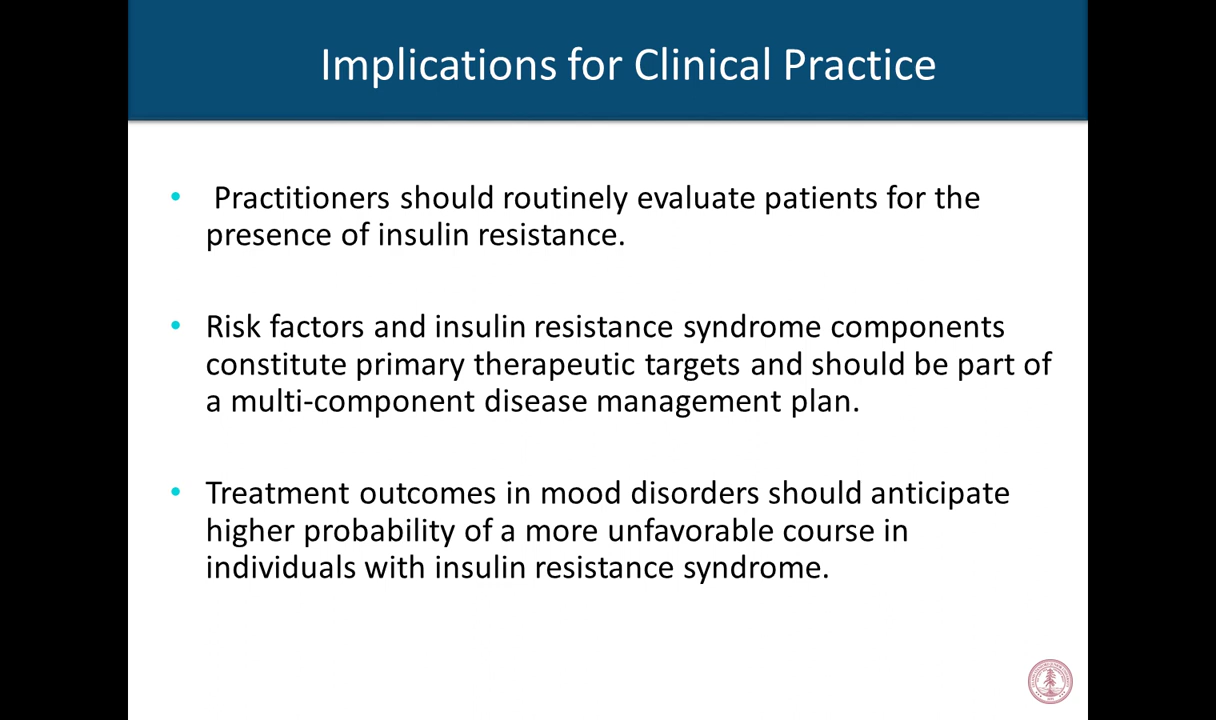 Implications for Clinical Practice
• Practitioners should routinely evaluate patients for the
presence of insulin resistance.
• Risk factors and insulin resistance syndrome components
constitute primary therapeutic targets and should be part of
a multi-component disease management plan.
• Treatment outcomes in mood disorders should anticipate
higher probability of a more unfavorable course in
individuals with insulin resistance syndrome.